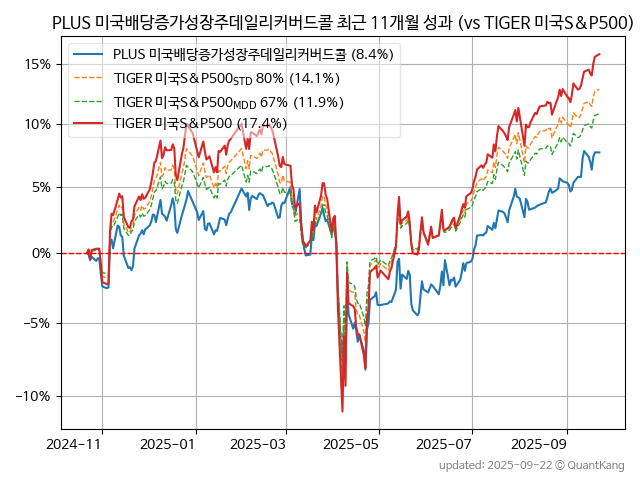 PLUS 미국배당증가성장주데일리커버드콜 최근 11개월 성과 (vs TIGER 미국S&P500)
PLUS 미국배당증가성장주데일리커버드콜 (8.4%)
TIGER 미국S&P500STD 80% (14.1%)
TIGER 미국S&P500MDD 67% (11.9%)
TIGER 미국S&P500 (17.4%)
15%
10%
5%
0%
−5%
−10%
2024-11
2025-01
2025-03
2025-05
2025-07
2025-09
updated: 2025-09-22 © QuantKang